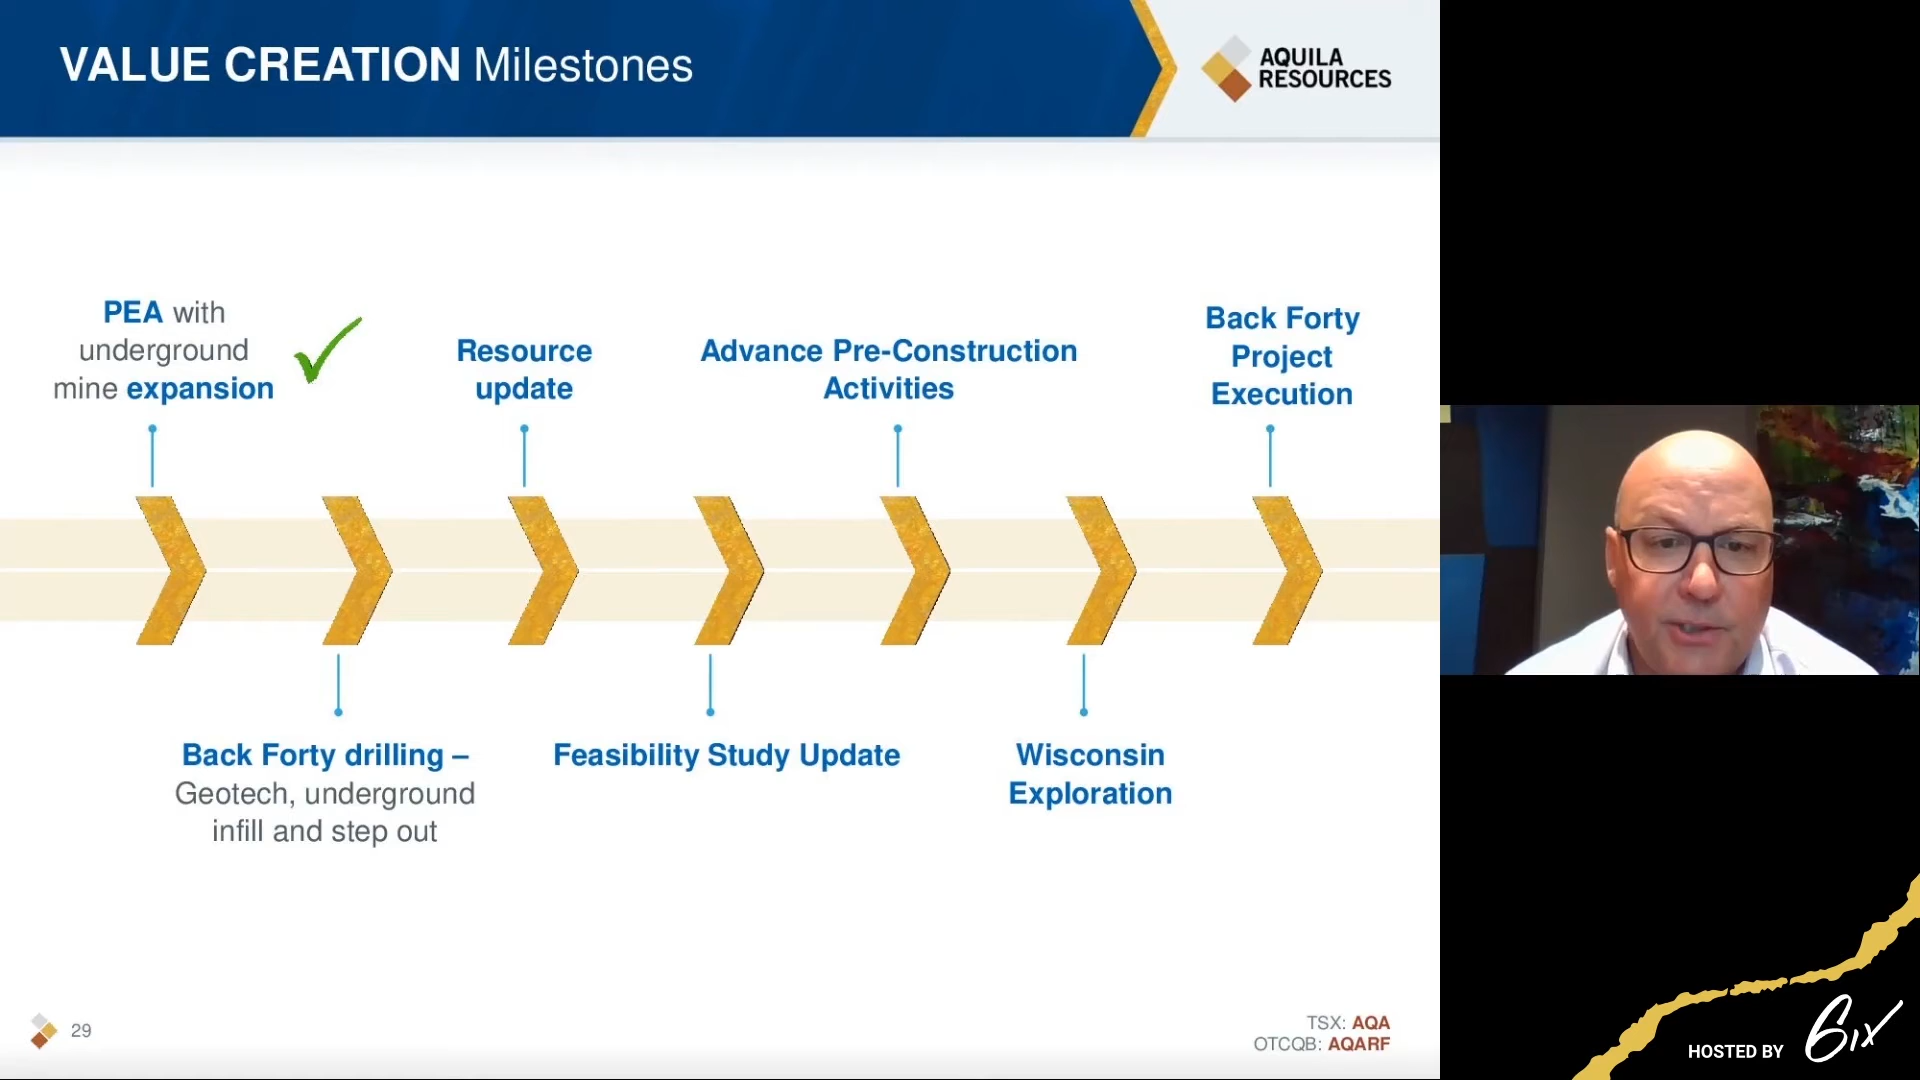 VALUE CREATION Milestones
AQUILA
RESOURCES
PEA with
underground
mine expansion
Resource
update
Advance Pre-Construction
Activities
Back Forty
Project
Execution
Back Forty drilling –
Geotech, underground
infill and step out
Feasibility Study Update
Wisconsin
Exploration
29
TSX: AQA
OTCQB: AQARF
HOSTED BY 6ix